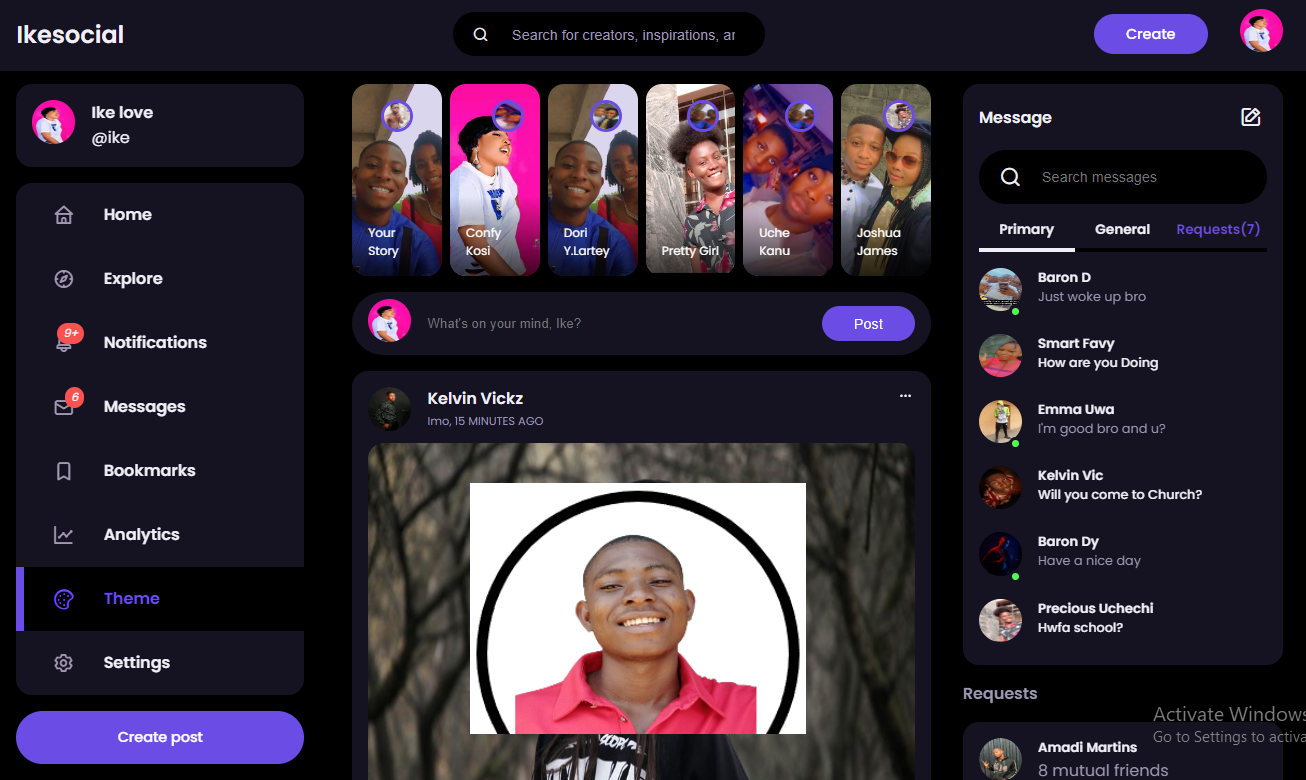 Ikesocial
Search for creators, inspirations, ar
Create
Ike love
@ike
Home
Explore
9+
Notifications
6
Messages
Bookmarks
Analytics
Theme
Settings
Create post
Your
Story
Confy
Kosi
Dori
Y.Lartey
Pretty Girl
Uche
Kanu
Joshua
James
What's on your mind, Ike?
Post
Kelvin Vickz
Imo, 15 MINUTES AGO
Message
Search messages
Primary
General
Requests(7)
Baron D
Just woke up bro
Smart Favy
How are you Doing
Emma Uwa
I'm good bro and u?
Kelvin Vic
Will you come to Church?
Baron Dy
Have a nice day
Precious Uchechi
Hwfa school?
Requests
Amadi Martins
8 mutual friends
Activate Windows
Go to Settings to activa